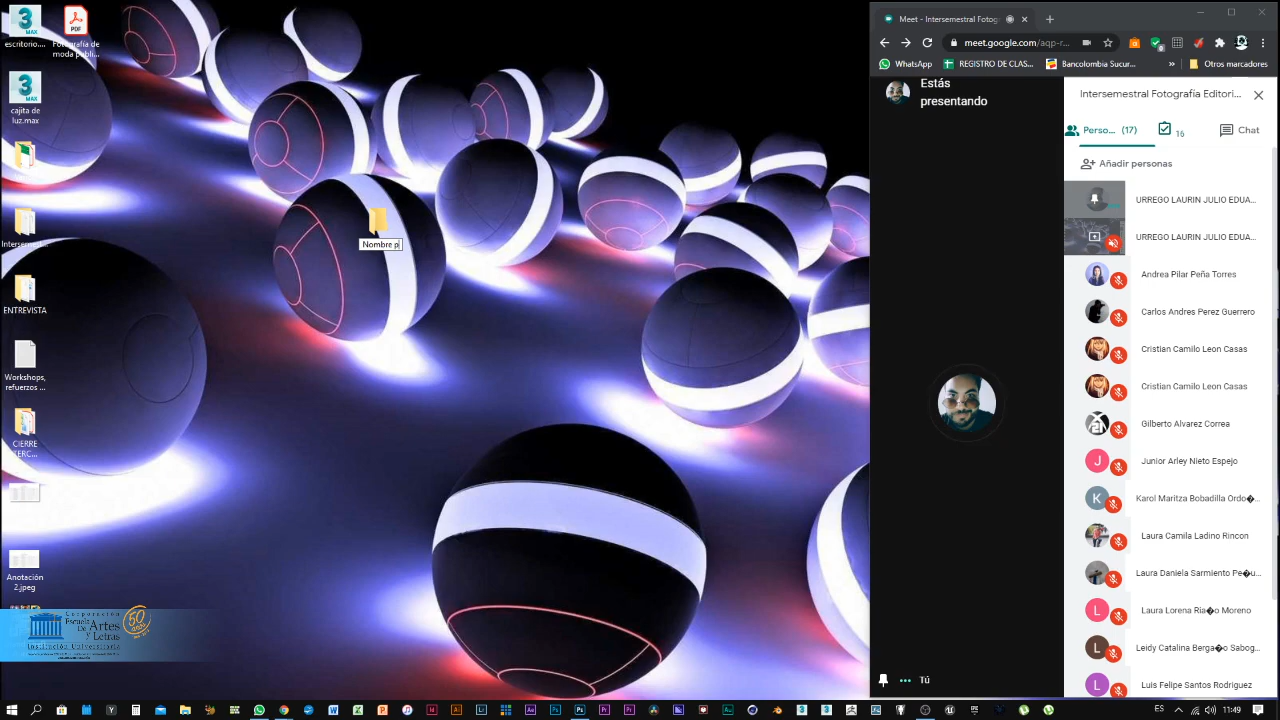 escritorio....
Fotografía de
moda publi...
cajita de
luz.max
Intersemest...
ENTREVISTA
Workshops,
refuerzos ...
CIERRE
TERC...
Anotación
2.jpeg
Corporación
Escuela
De Artes
y Letras
Institución Universitaria
50
años
Nombre p
Meet - Intersemestral Fotog
meet.google.com/aqp-r...
WhatsApp
REGISTRO DE CLAS...
Bancolombia Sucur...
»
Otros marcadores
Estás
presentando
Tú
Intersemestral Fotografía Editori...
Perso... (17)
16
Chat
Añadir personas
URREGO LAURIN JULIO EDUA...
URREGO LAURIN JULIO EDUA...
Andrea Pilar Peña Torres
Carlos Andres Perez Guerrero
Cristian Camilo Leon Casas
Cristian Camilo Leon Casas
Gilberto Alvarez Correa
J
Junior Arley Nieto Espejo
K
Karol Maritza Bobadilla Ordo�...
Laura Camila Ladino Rincon
Laura Daniela Sarmiento Pe�u...
L
Laura Lorena Ria�o Moreno
L
Leidy Catalina Berga�o Sabog...
L
Luis Felipe Santos Rodriguez
ES
11:49